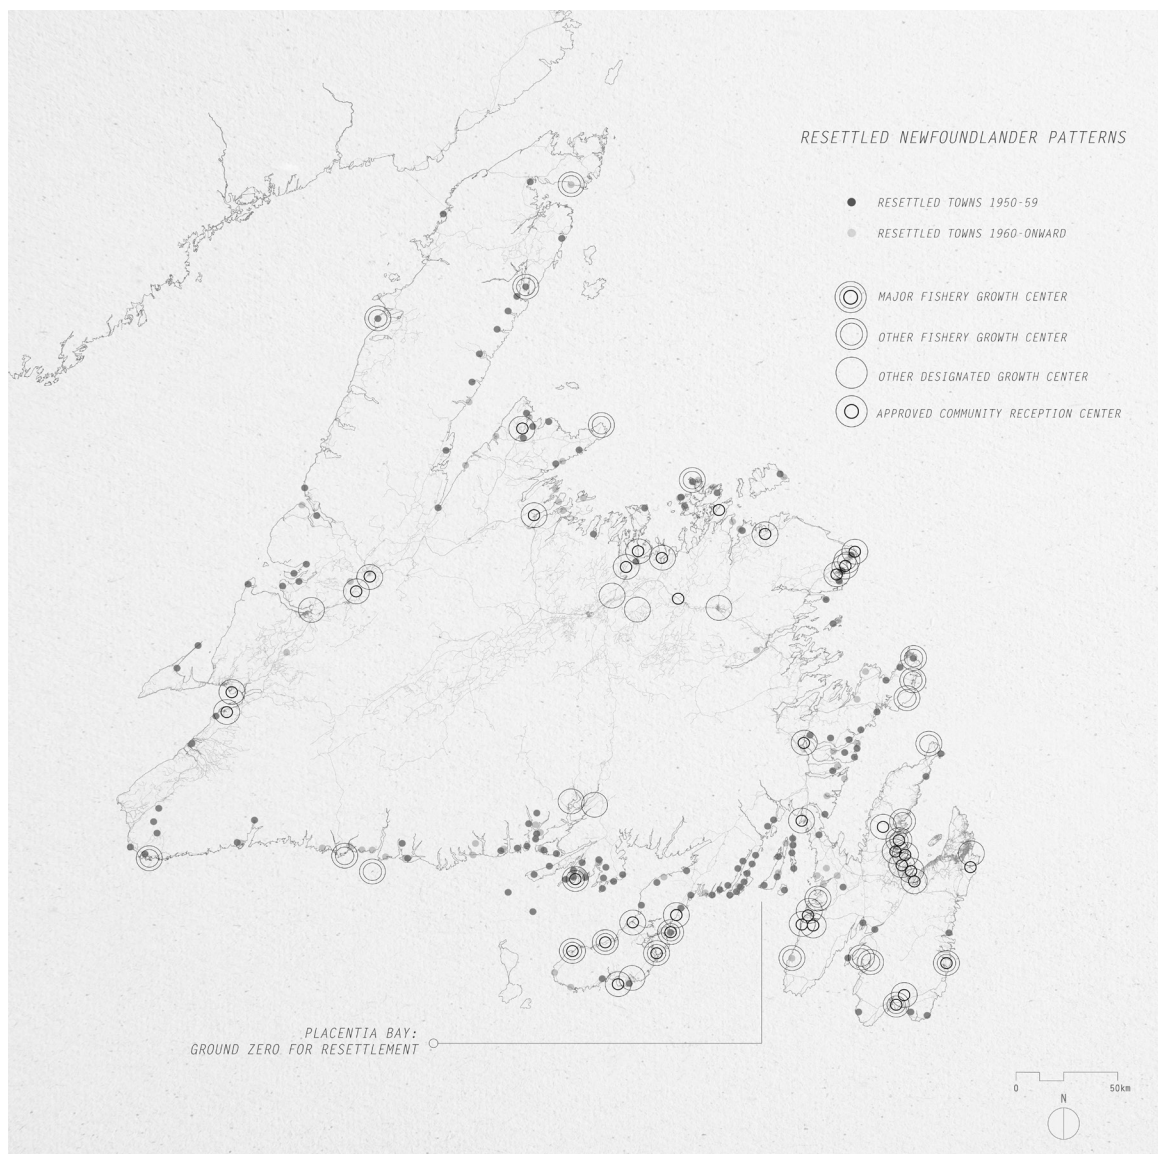 RESETTLED NEWFOUNDLANDER PATTERNS
RESETTLED TOWNS 1950-59
RESETTLED TOWNS 1960-ONWARD
MAJOR FISHERY GROWTH CENTER
OTHER FISHERY GROWTH CENTER
OTHER DESIGNATED GROWTH CENTER
APPROVED COMMUNITY RECEPTION CENTER
PLACENTIA BAY:
GROUND ZERO FOR RESETTLEMENT
0 50km
N